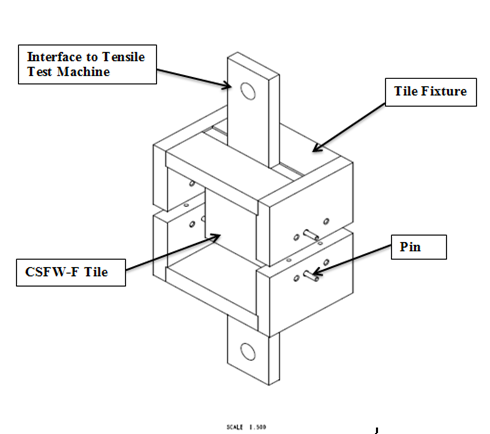 Interface to Tensile
Test Machine
Tile Fixture
Pin
CSFW-F Tile
SCALE 1.500